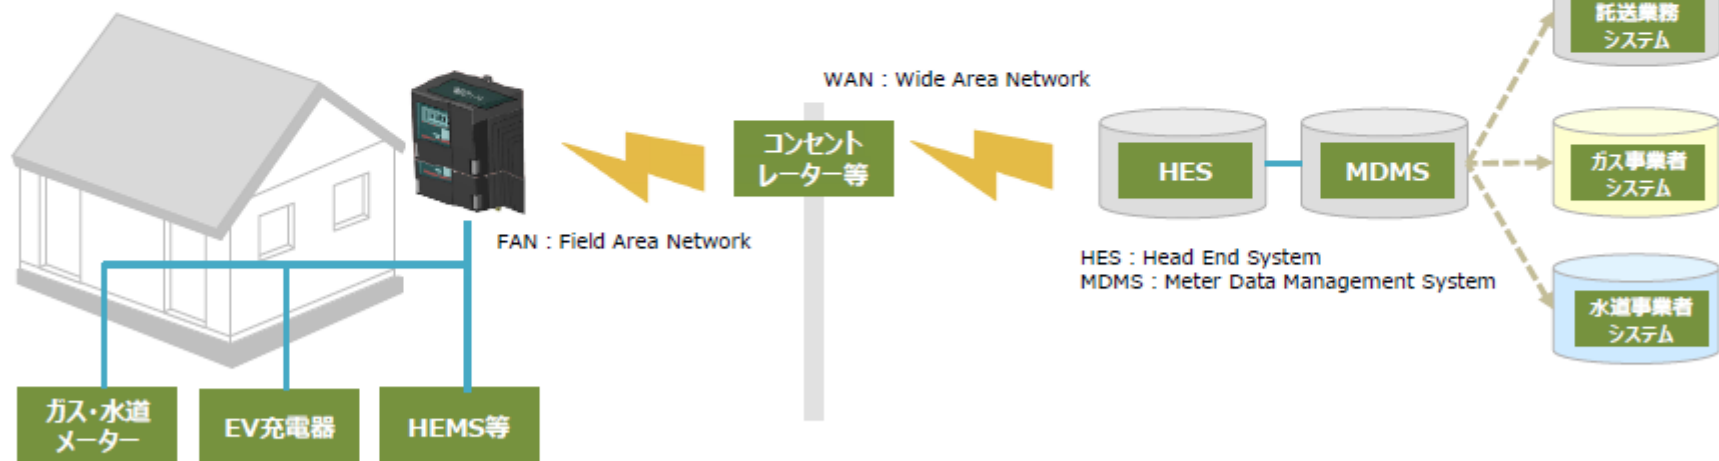 託送業務
システム
WAN : Wide Area Network
コンセント
レーター等
HES
MDMS
ガス事業者
システム
FAN : Field Area Network
HES : Head End System
MDMS : Meter Data Management System
水道事業者
システム
ガス・水道
メーター
EV充電器
HEMS等